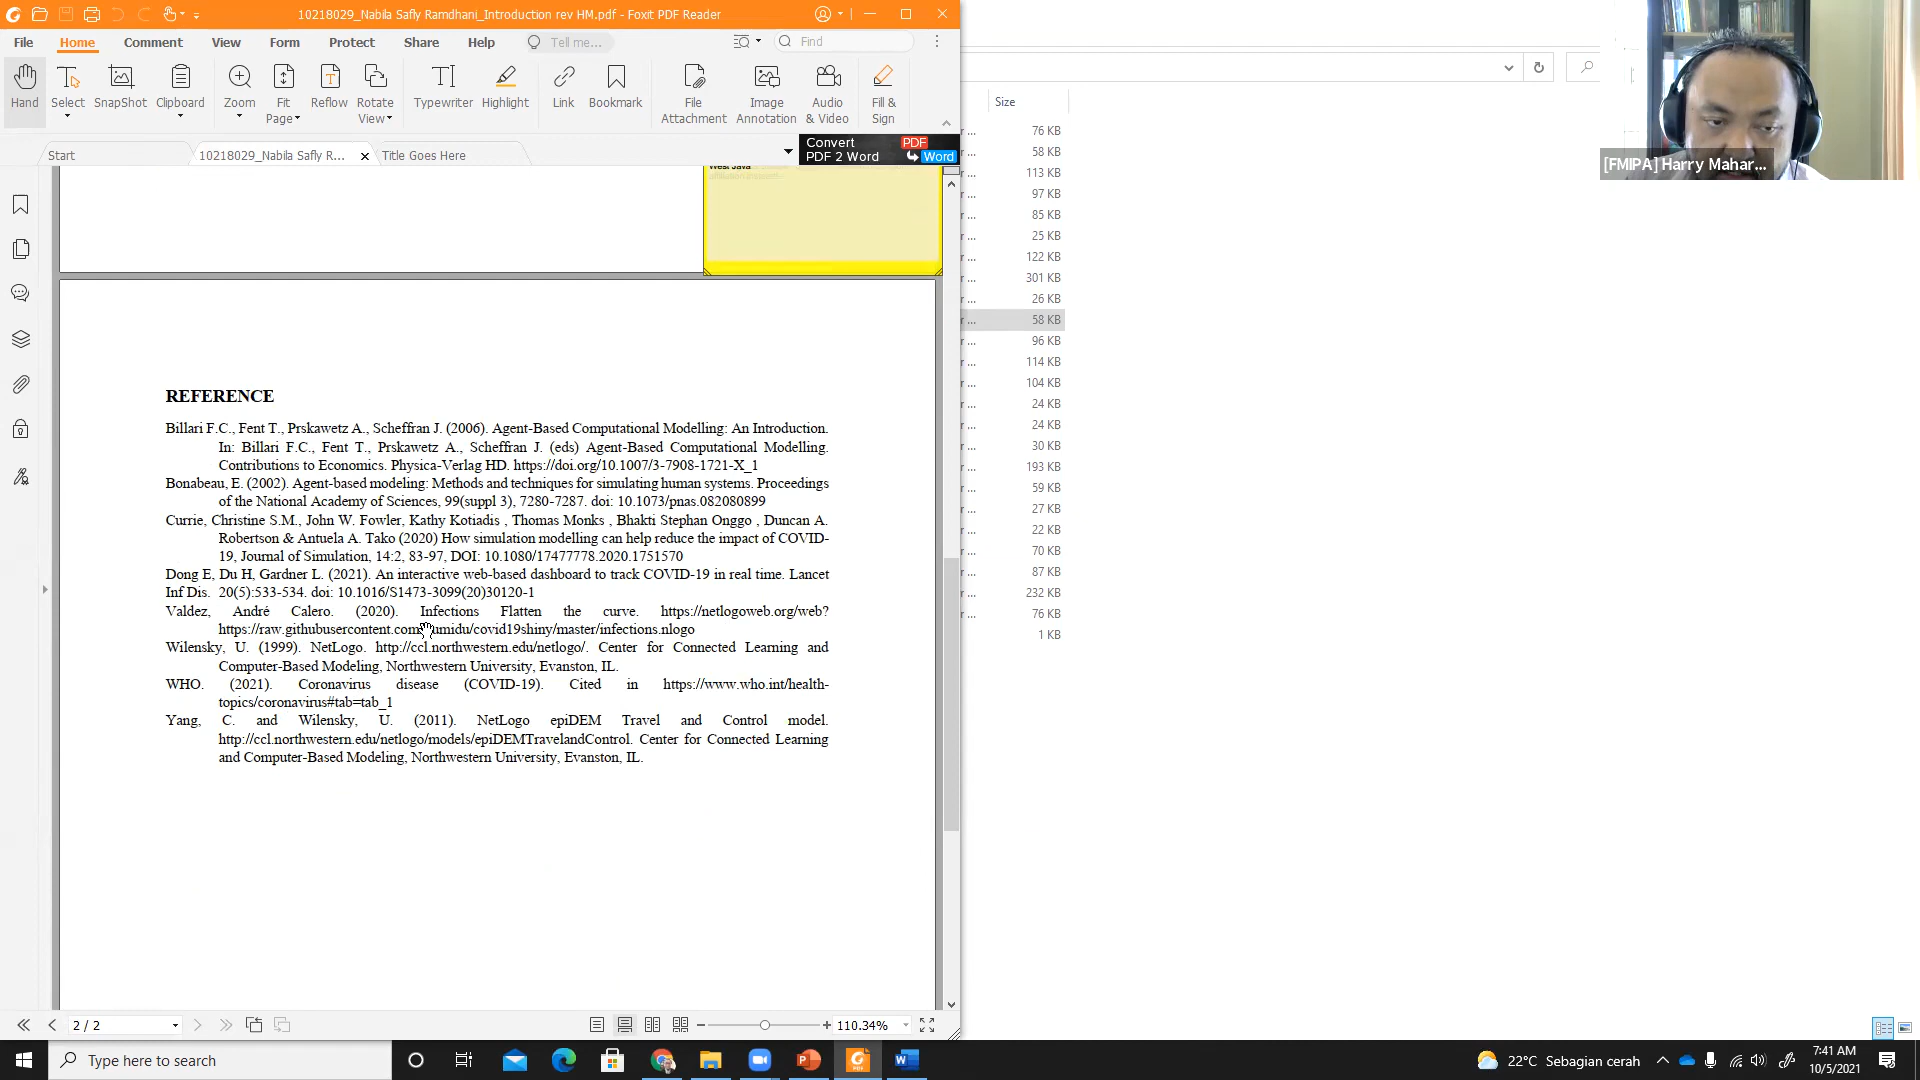 10218029_Nabila Safly Ramdhani_Introduction rev HM.pdf - Foxit PDF Reader
File Home Comment View Form Protect Share Help Tell me... Find
Hand Select SnapShot Clipboard Zoom Fit Page Reflow Rotate View Typewriter Highlight Link Bookmark File Attachment Image Annotation Audio & Video Fill & Sign
Start 10218029_Nabila Safly R... Title Goes Here
Convert PDF
PDF 2 Word Word
West Java
REFERENCE
Billari F.C., Fent T., Prskawetz A., Scheffran J. (2006). Agent-Based Computational Modelling: An Introduction.
In: Billari F.C., Fent T., Prskawetz A., Scheffran J. (eds) Agent-Based Computational Modelling.
Contributions to Economics. Physica-Verlag HD. https://doi.org/10.1007/3-7908-1721-X_1
Bonabeau, E. (2002). Agent-based modeling: Methods and techniques for simulating human systems. Proceedings
of the National Academy of Sciences, 99(suppl 3), 7280-7287. doi: 10.1073/pnas.082080899
Currie, Christine S.M., John W. Fowler, Kathy Kotiadis , Thomas Monks , Bhakti Stephan Onggo , Duncan A.
Robertson & Antuela A. Tako (2020) How simulation modelling can help reduce the impact of COVID-
19, Journal of Simulation, 14:2, 83-97, DOI: 10.1080/17477778.2020.1751570
Dong E, Du H, Gardner L. (2021). An interactive web-based dashboard to track COVID-19 in real time. Lancet
Inf Dis. 20(5):533-534. doi: 10.1016/S1473-3099(20)30120-1
Valdez, André Calero. (2020). Infections Flatten the curve. https://netlogoweb.org/web?
https://raw.githubusercontent.com umidu/covid19shiny/master/infections.nlogo
Wilensky, U. (1999). NetLogo. http://ccl.northwestern.edu/netlogo/. Center for Connected Learning and
Computer-Based Modeling, Northwestern University, Evanston, IL.
WHO. (2021). Coronavirus disease (COVID-19). Cited in https://www.who.int/health-
topics/coronavirus#tab=tab_1
Yang, C. and Wilensky, U. (2011). NetLogo epiDEM Travel and Control model.
http://ccl.northwestern.edu/netlogo/models/epiDEMTravelandControl. Center for Connected Learning
and Computer-Based Modeling, Northwestern University, Evanston, IL.
2 / 2
110.34%
Size
r ... 76 KB
r ... 58 KB
r ... 113 KB
r ... 97 KB
r ... 85 KB
r ... 25 KB
r ... 122 KB
r ... 301 KB
r ... 26 KB
r ... 58 KB
r ... 96 KB
r ... 114 KB
r ... 104 KB
r ... 24 KB
r ... 24 KB
r ... 30 KB
r ... 193 KB
r ... 59 KB
r ... 27 KB
r ... 22 KB
r ... 70 KB
r ... 87 KB
r ... 232 KB
r ... 76 KB
1 KB
[FMIPA] Harry Mahar...
Type here to search
22°C Sebagian cerah
7:41 AM
10/5/2021